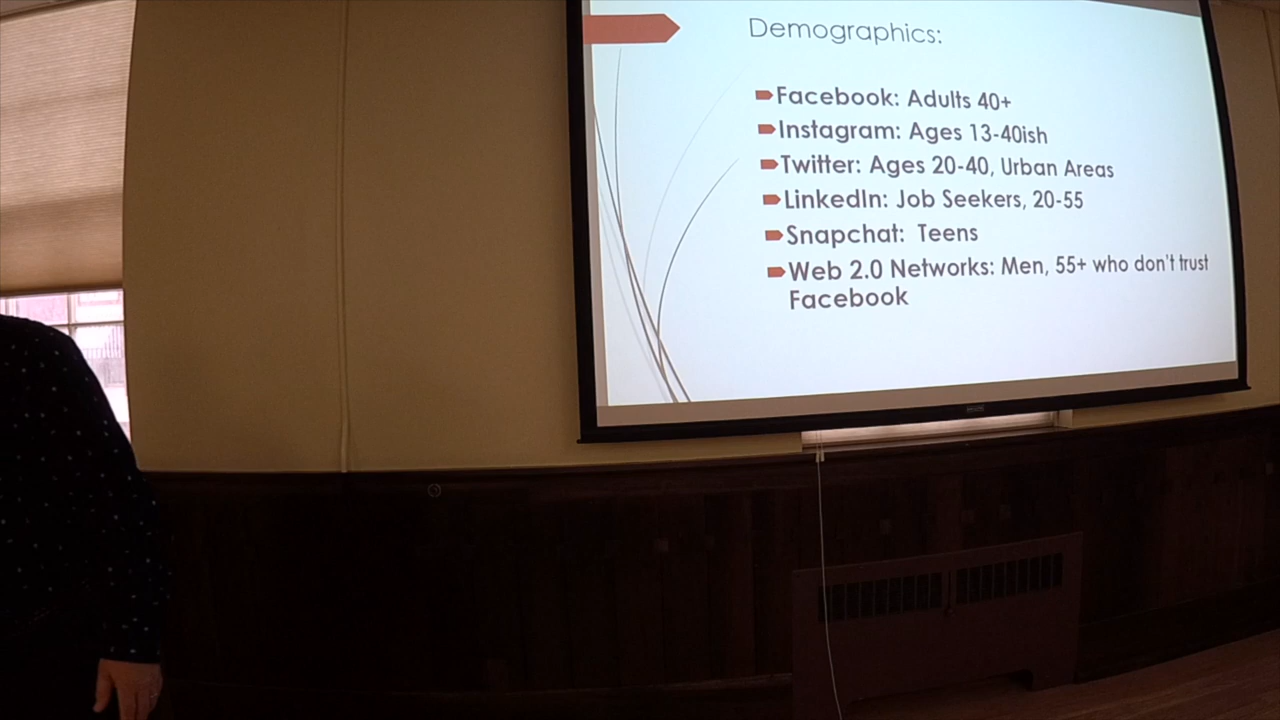 Demographics:
Facebook: Adults 40+
Instagram: Ages 13-40ish
Twitter: Ages 20-40, Urban Areas
LinkedIn: Job Seekers, 20-55
Snapchat: Teens
Web 2.0 Networks: Men, 55+ who don't trust
Facebook